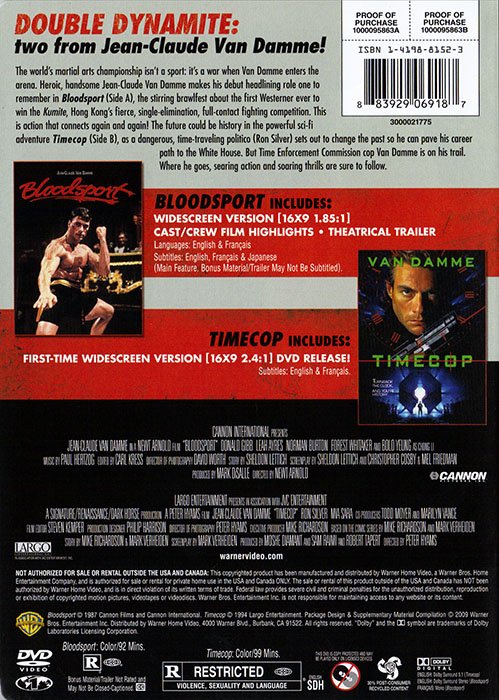 DOUBLE DYNAMITE:
two from Jean-Claude Van Damme!
PROOF OF
PURCHASE
1000095863A
PROOF OF
PURCHASE
1000095863B
ISBN 1-4198-8152-3
8 83929 06918 7
3000021775
The world's martial arts championship isn't a sport: it's a war when Van Damme enters the
arena. Heroic, handsome Jean-Claude Van Damme makes his debut headlining role one to
remember in Bloodsport (Side A), the stirring brawlfest about the first Westerner ever to
win the Kumite, Hong Kong's fierce, single-elimination, full-contact fighting competition. This
is action that connects again and again! The future could be history in the powerful sci-fi
adventure Timecop (Side B), as a dangerous, time-traveling politico (Ron Silver) sets out to change the past so he can pave his career
path to the White House. But Time Enforcement Commission cop Van Damme is on his trail.
Where he goes, searing action and soaring thrills are sure to follow.
JEAN CLAUDE VAN DAMME
Bloodsport
BLOODSPORT INCLUDES:
WIDESCREEN VERSION [16X9 1.85:1]
CAST/CREW FILM HIGHLIGHTS • THEATRICAL TRAILER
Languages: English & Français
Subtitles: English, Français & Japanese
(Main Feature. Bonus Material/Trailer May Not Be Subtitled).
VAN DAMME
TIMECOP
TIMECOP INCLUDES:
FIRST-TIME WIDESCREEN VERSION [16X9 2.4:1] DVD RELEASE!
Subtitles: English & Français.
CANNON INTERNATIONAL PRESENTS
JEAN-CLAUDE VAN DAMME IN A NEWT ARNOLD FILM "BLOODSPORT" DONALD GIBB LEAH AYRES NORMAN BURTON FOREST WHITAKER AND BOLO YEUNG AS CHONG LI
MUSIC BY PAUL HERTZOG EDITED BY CARL KRESS DIRECTOR OF PHOTOGRAPHY DAVID WORTH STORY BY SHELDON LETTICH SCREENPLAY BY SHELDON LETTICH AND CHRISTOPHER COSBY & MEL FRIEDMAN
PRODUCED BY MARK DISALLE DIRECTED BY NEWT ARNOLD
CANNON
LARGO ENTERTAINMENT PRESENTS IN ASSOCIATION WITH JVC ENTERTAINMENT
A SIGNATURE/RENAISSANCE/DARK HORSE PRODUCTION A PETER HYAMS FILM JEAN CLAUDE VAN DAMME "TIMECOP" RON SILVER MIA SARA CO-PRODUCERS TODD MOYER AND MARILYN VANCE
FILM EDITOR STEVEN KEMPER PRODUCTION DESIGNER PHILIP HARRISON DIRECTOR OF PHOTOGRAPHY PETER HYAMS EXECUTIVE PRODUCER MIKE RICHARDSON BASED ON THE COMIC SERIES BY MIKE RICHARDSON AND MARK VERHEIDEN
STORY BY MIKE RICHARDSON & MARK VERHEIDEN SCREENPLAY BY MARK VERHEIDEN PRODUCED BY MOSHE DIAMANT AND SAM RAIMI AND ROBERT TAPERT DIRECTED BY PETER HYAMS
LARGO
warnervideo.com
NOT AUTHORIZED FOR SALE OR RENTAL OUTSIDE THE USA AND CANADA: This copyrighted product has been manufactured and distributed by Warner Home Video, a Warner Bros. Home
Entertainment Company, and is authorized for sale or rental for private home use in the USA and Canada ONLY. The sale or rental of this product outside of the USA and Canada has NOT been
authorized by Warner Home Video, and is in direct violation of its written terms of trade. Federal law provides severe civil and criminal penalties for the unauthorized distribution, reproduction
or exhibition of copyrighted motion pictures, videotapes or videodiscs. Warner Bros. Entertainment Inc. is not responsible for maintaining access to any website or its content.
Bloodsport © 1987 Cannon Films and Cannon International. Timecop © 1994 Largo Entertainment. Package Design & Supplementary Material Compilation © 2009 Warner
Bros. Entertainment Inc. Distributed by Warner Home Video, 4000 Warner Blvd., Burbank, CA 91522. All rights reserved. "Dolby" and the DD symbol are trademarks of Dolby
Laboratories Licensing Corporation.
DVD
VIDEO
Bloodsport: Color/92 Mins.
R
Bonus Material/Trailer Not Rated and
May Not Be Closed-Captioned
Timecop: Color/99 Mins.
R RESTRICTED
VIOLENCE, SEXUALITY AND LANGUAGE
English
SDH
30% POST-CONSUMER
RECYCLED
DOLBY
DIGITAL